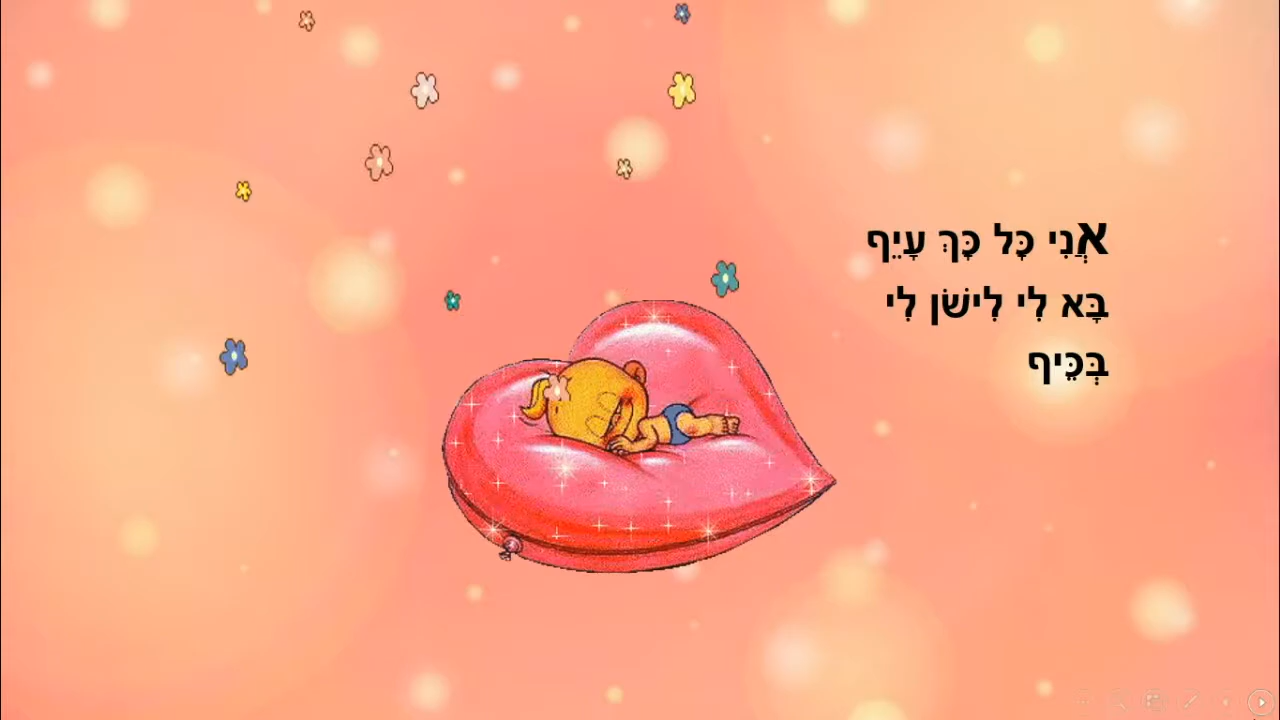 אֲנִי כָּל כָּךְ עָיֵף
בָּא לִי לִישֹׁן לִי
בְּכֵּיף